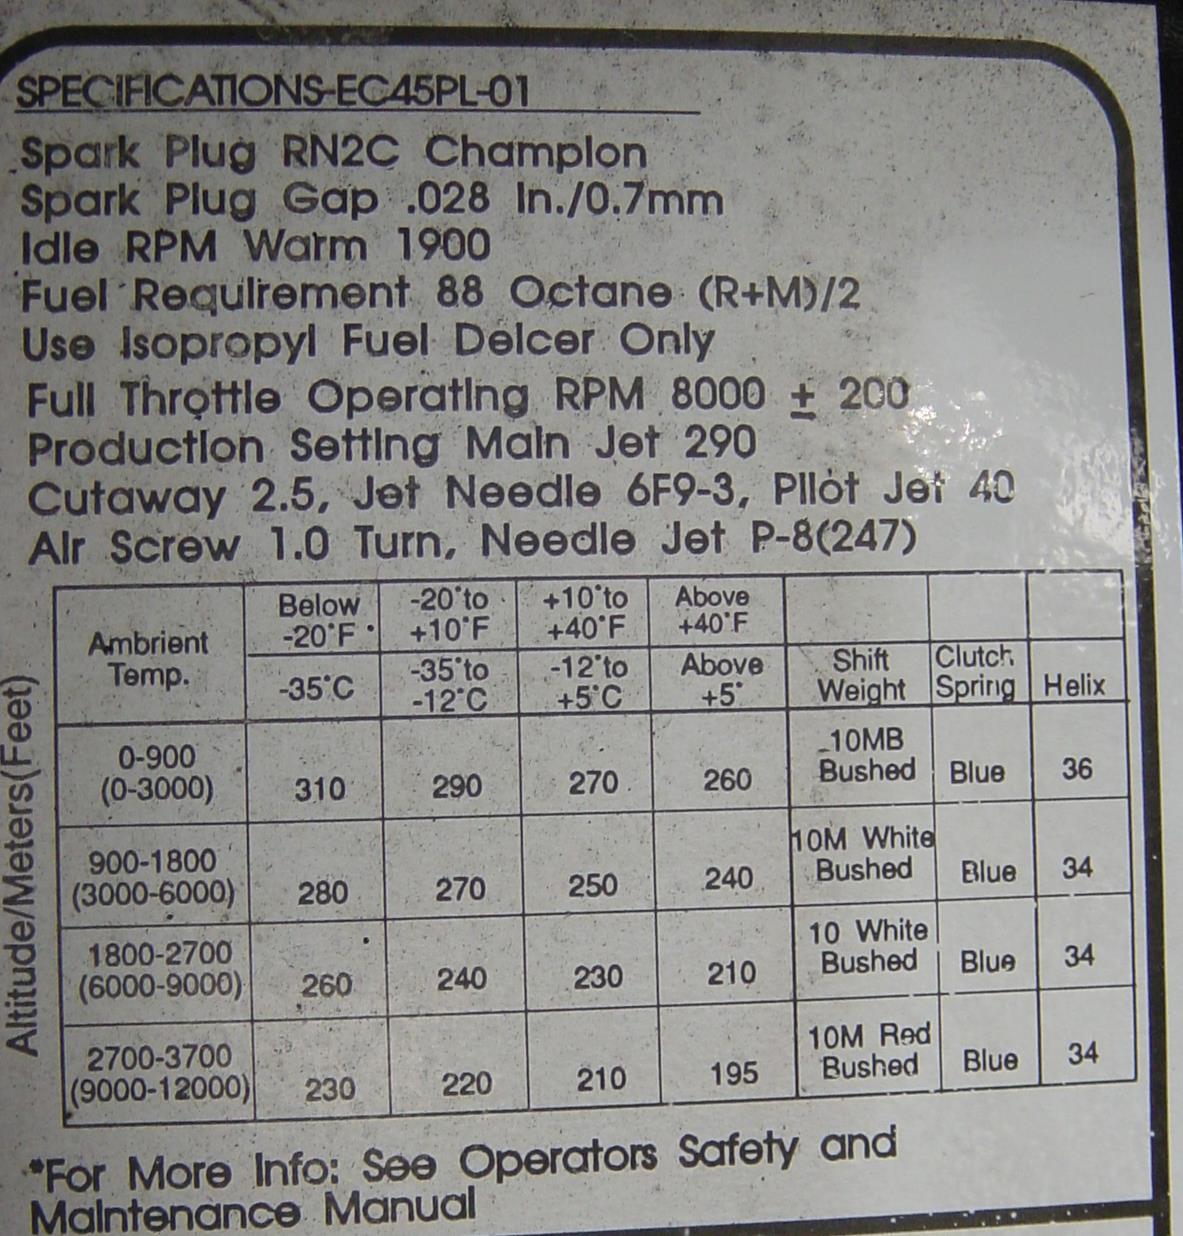 SPECIFICATIONS-EC45PL-01
Spark Plug RN2C Champion
Spark Plug Gap .028 In./0.7mm
Idle RPM Warm 1900
Fuel Requirement 88 Octane (R+M)/2
Use Isopropyl Fuel Deicer Only
Full Throttle Operating RPM 8000 ± 200
Production Setting Main Jet 290
Cutaway 2.5, Jet Needle 6F9-3, Pilot Jet 40
Air Screw 1.0 Turn, Needle Jet P-8(247)
Altitude/Meters(Feet)
Ambrient Temp.
Below -20°F
-20°to +10°F
+10°to +40°F
Above +40°F
-35°C
-35°to -12°C
-12°to +5°C
Above +5°
Shift Weight
Clutch Spring
Helix
0-900 (0-3000) 310 290 270 260 10MB Bushed Blue 36
900-1800 (3000-6000) 280 270 250 240 10M White Bushed Blue 34
1800-2700 (6000-9000) 260 240 230 210 10 White Bushed Blue 34
2700-3700 (9000-12000) 230 220 210 195 10M Red Bushed Blue 34
*For More Info: See Operators Safety and
Maintenance Manual